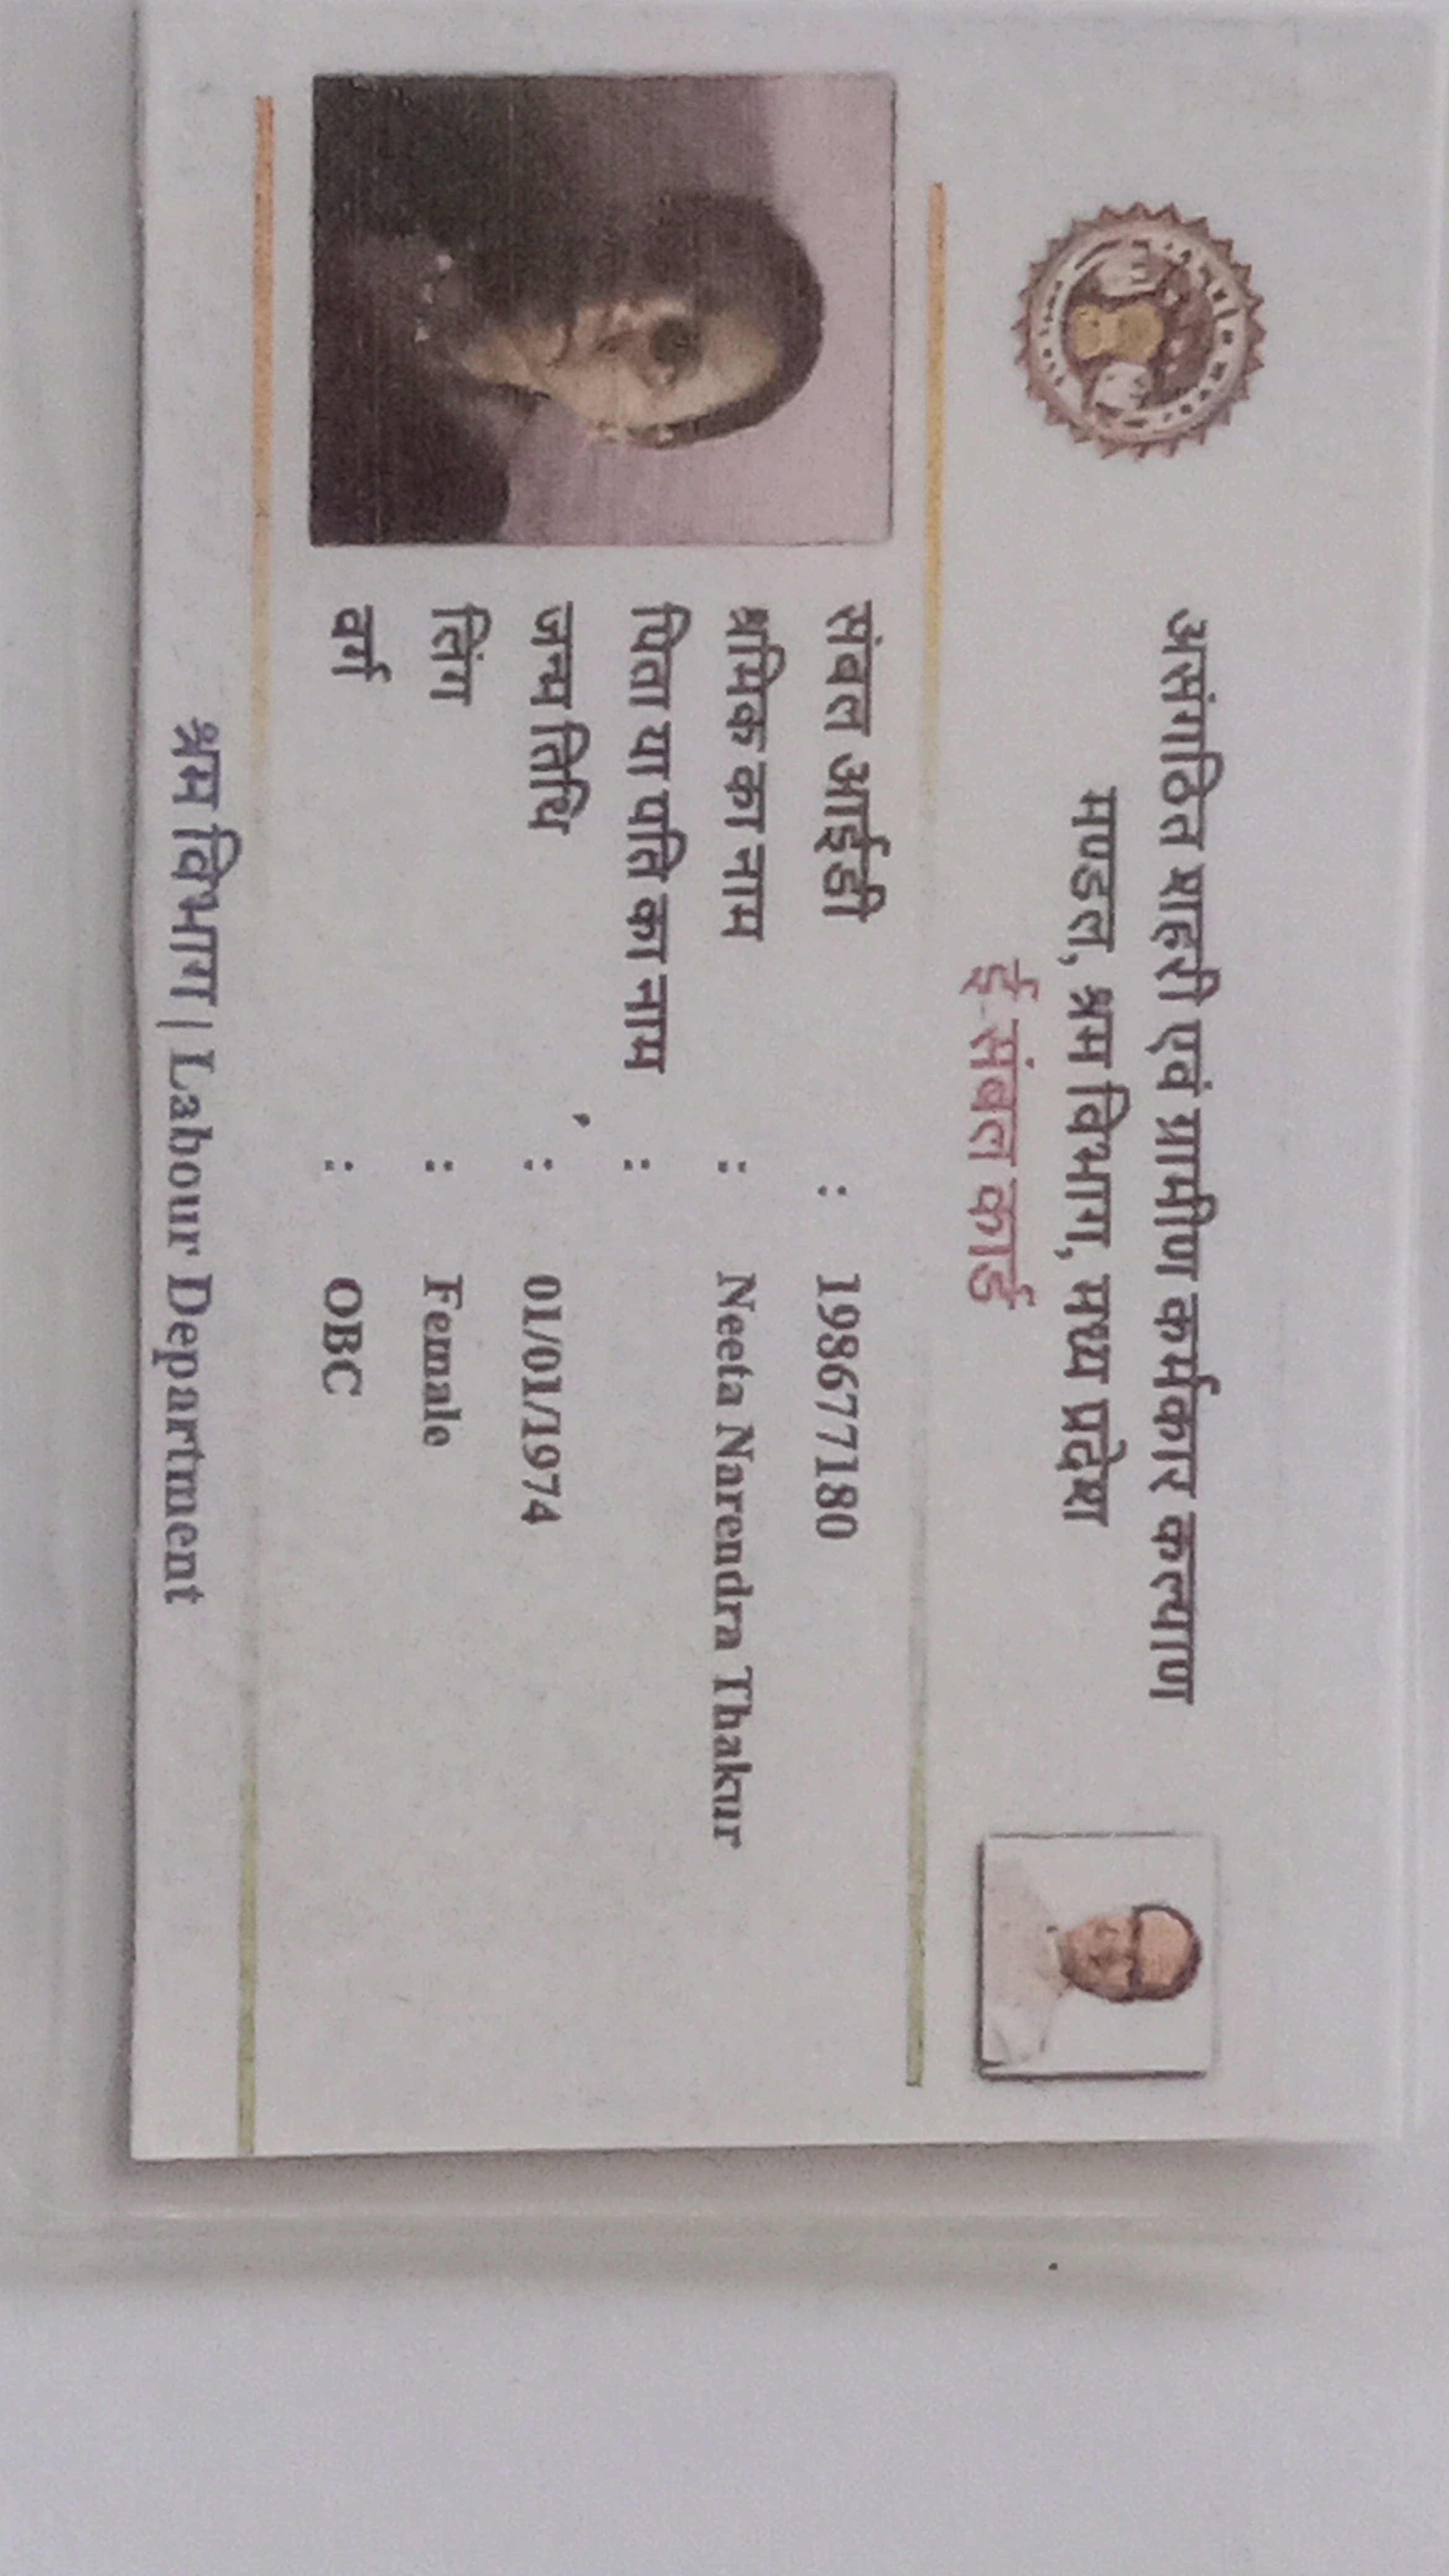 असंगठित शहरी एवं ग्रामीण कर्मकार कल्याण
मण्डल, श्रम विभाग, मध्य प्रदेश
ई-संबल कार्ड
संबल आईडी : 198677180
श्रमिक का नाम : Neeta Narendra Thakur
पिता या पति का नाम :
जन्म तिथि : 01/01/1974
लिंग : Female
वर्ग : OBC
श्रम विभाग | Labour Department